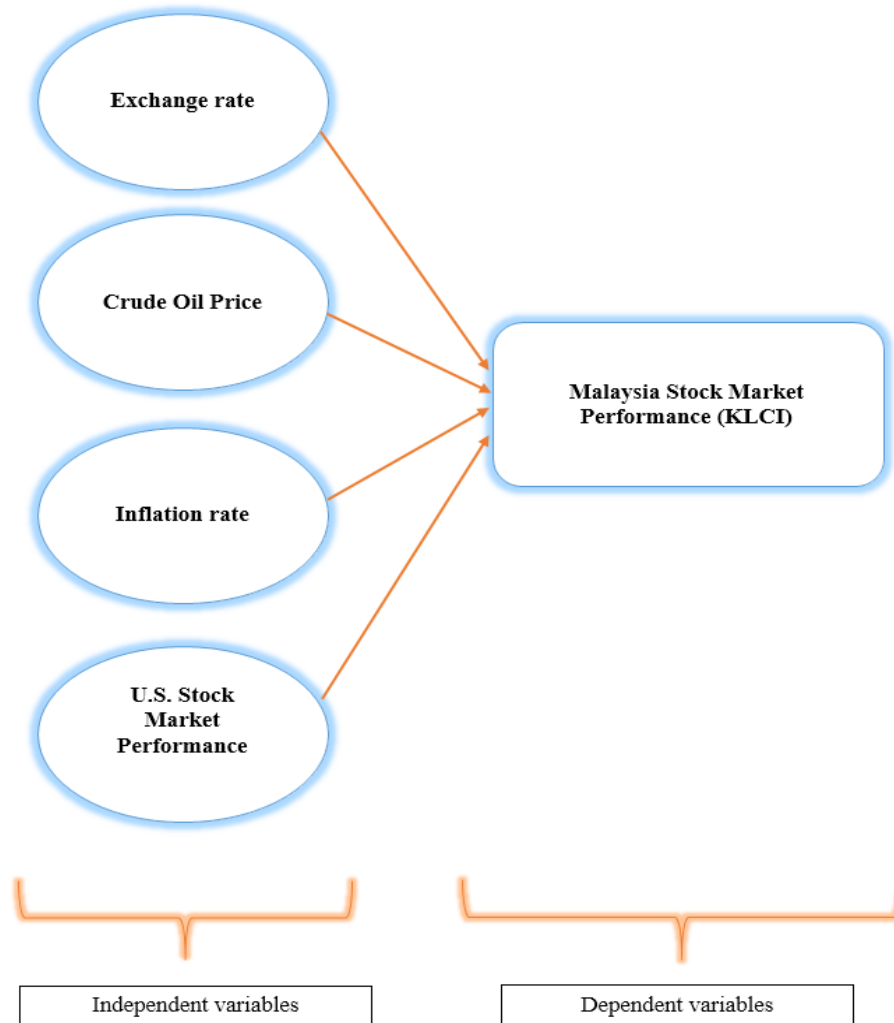 Exchange rate
Crude Oil Price
Inflation rate
U.S. Stock
Market
Performance
Malaysia Stock Market
Performance (KLCI)
Independent variables
Dependent variables